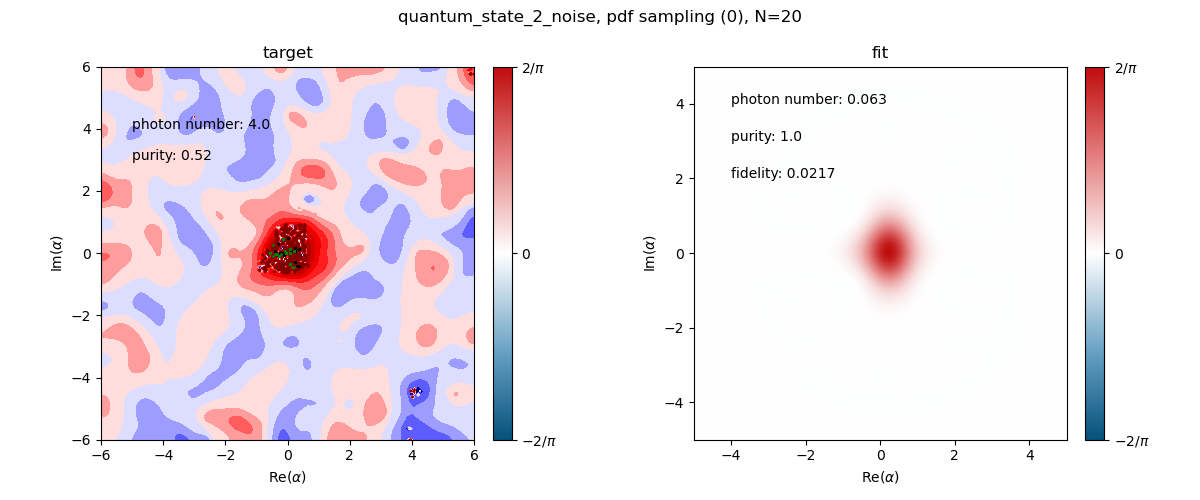 quantum_state_2_noise, pdf sampling (0), N=20
target
6
4
2
0
−2
−4
−6
−6
−4
−2
0
2
4
6
Im(α)
Re(α)
photon number: 4.0
purity: 0.52
2/π
0
−2/π
fit
4
2
0
−2
−4
−4
−2
0
2
4
Im(α)
Re(α)
photon number: 0.063
purity: 1.0
fidelity: 0.0217
2/π
0
−2/π